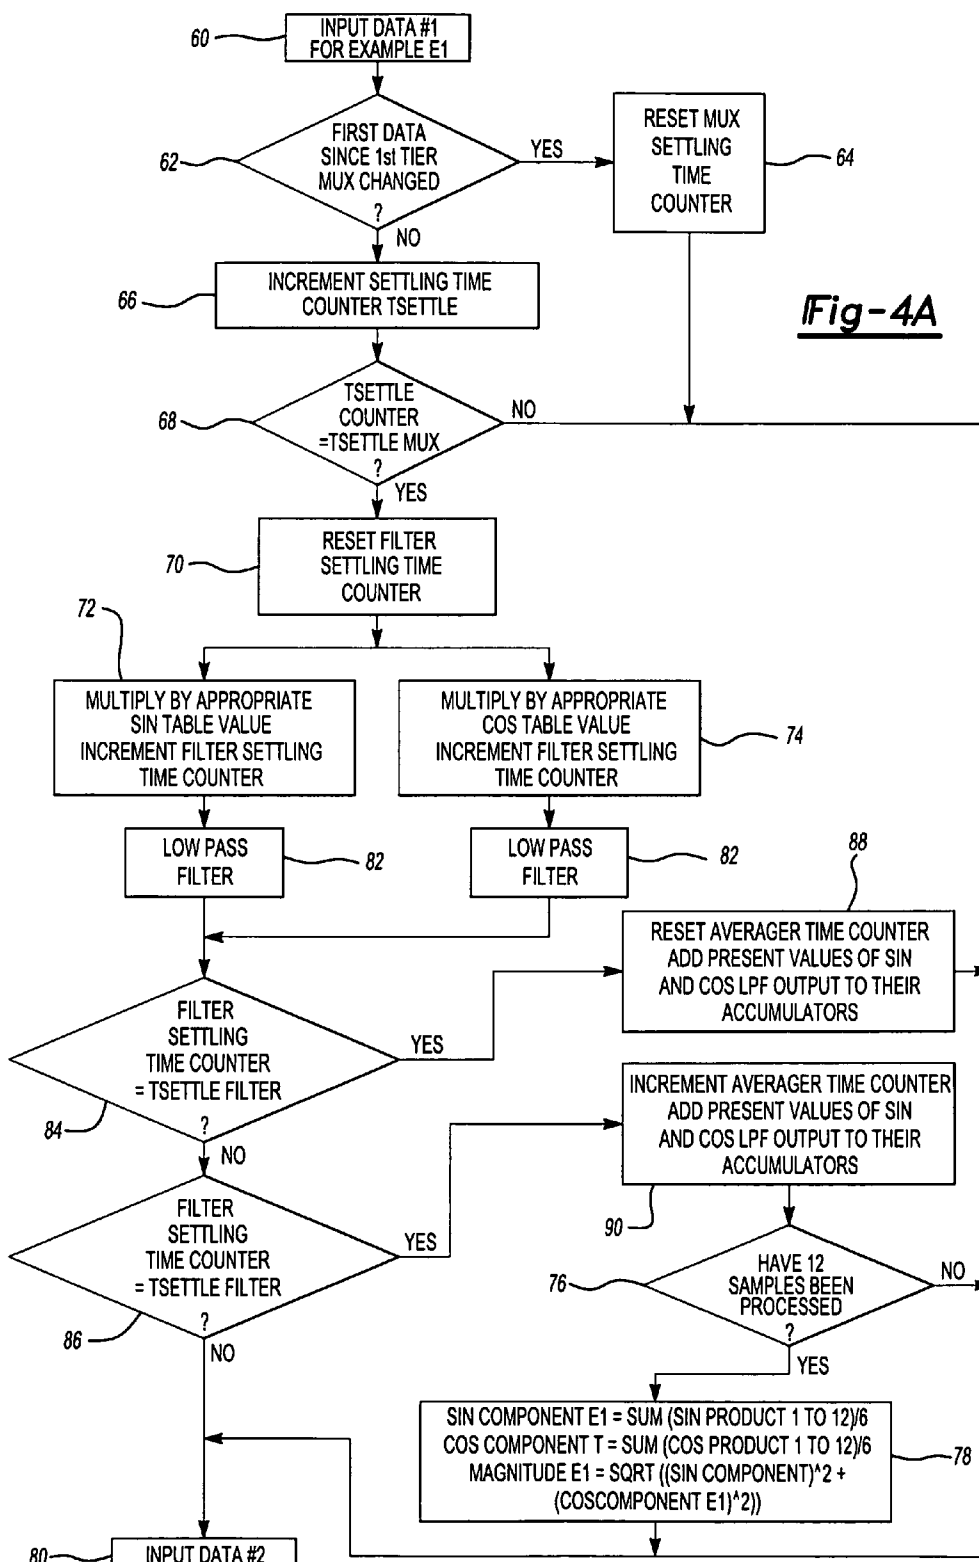 60
INPUT DATA #1
FOR EXAMPLE E1
62
FIRST DATA
SINCE 1st TIER
MUX CHANGED
?
YES
NO
RESET MUX
SETTLING
TIME
COUNTER
64
66
INCREMENT SETTLING TIME
COUNTER TSETTLE
Fig-4A
68
TSETTLE
COUNTER
=TSETTLE MUX
?
NO
YES
70
RESET FILTER
SETTLING TIME
COUNTER
72
MULTIPLY BY APPROPRIATE
SIN TABLE VALUE
INCREMENT FILTER SETTLING
TIME COUNTER
MULTIPLY BY APPROPRIATE
COS TABLE VALUE
INCREMENT FILTER SETTLING
TIME COUNTER
74
LOW PASS
FILTER
82
LOW PASS
FILTER
82
88
RESET AVERAGER TIME COUNTER
ADD PRESENT VALUES OF SIN
AND COS LPF OUTPUT TO THEIR
ACCUMULATORS
FILTER
SETTLING
TIME COUNTER
= TSETTLE FILTER
?
YES
84
NO
INCREMENT AVERAGER TIME COUNTER
ADD PRESENT VALUES OF SIN
AND COS LPF OUTPUT TO THEIR
ACCUMULATORS
90
FILTER
SETTLING
TIME COUNTER
= TSETTLE FILTER
?
YES
86
NO
76
HAVE 12
SAMPLES BEEN
PROCESSED
?
NO
YES
SIN COMPONENT E1 = SUM (SIN PRODUCT 1 TO 12)/6
COS COMPONENT T = SUM (COS PRODUCT 1 TO 12)/6
MAGNITUDE E1 = SQRT ((SIN COMPONENT)^2 +
(COSCOMPONENT E1)^2))
78
80
INPUT DATA #2